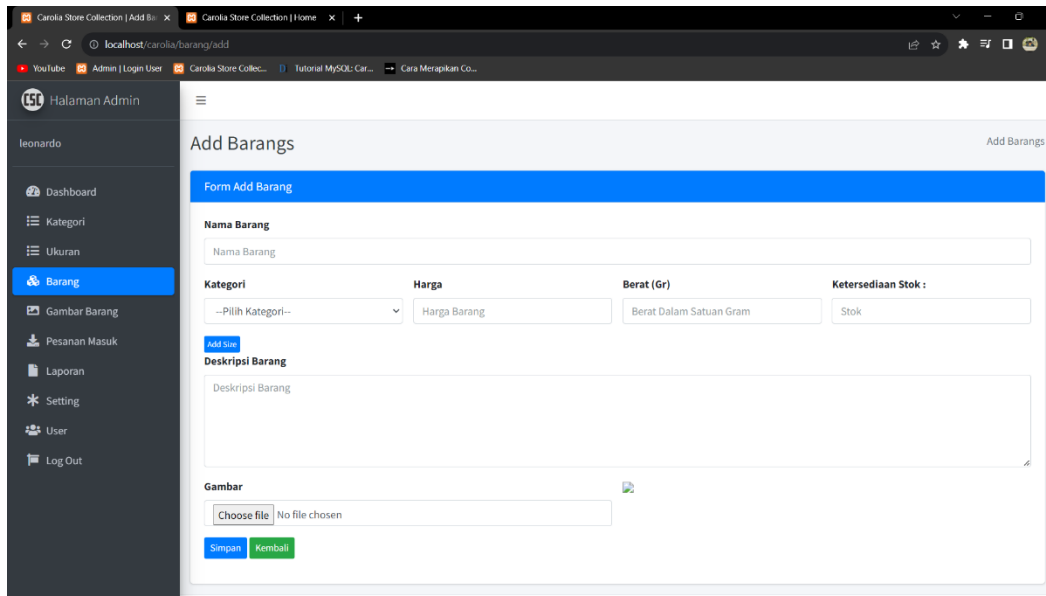 Carolia Store Collection | Add Ba
Carolia Store Collection | Home
localhost/carolia/barang/add
YouTube Admin | Login User Carolia Store Collec... Tutorial MySQL: Car... Cara Merapikan Co...
CSC Halaman Admin
leonardo
Add Barangs
Add Barangs
Dashboard
Kategori
Ukuran
Barang
Gambar Barang
Pesanan Masuk
Laporan
Setting
User
Log Out
Form Add Barang
Nama Barang
Nama Barang
Kategori Harga Berat (Gr) Ketersediaan Stok :
--Pilih Kategori-- Harga Barang Berat Dalam Satuan Gram Stok
Add Size
Deskripsi Barang
Deskripsi Barang
Gambar
Choose file No file chosen
Simpan Kembali